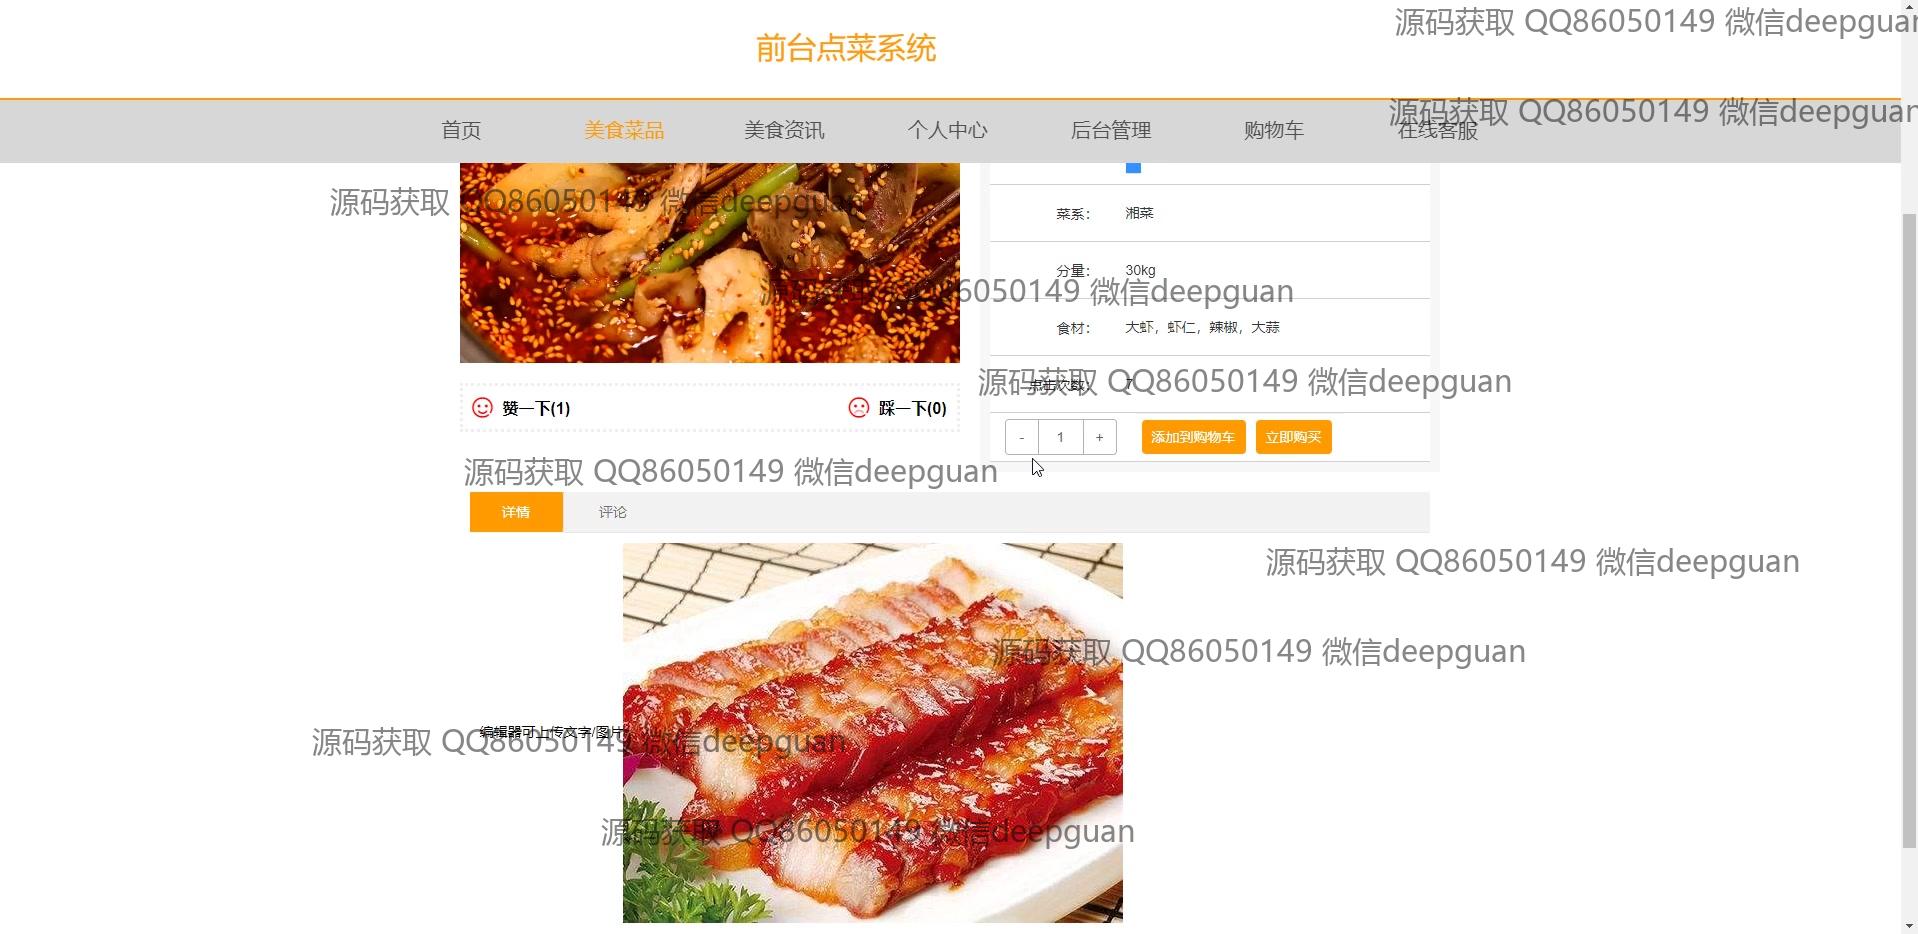 源码获取 QQ86050149 微信deepguan
前台点菜系统
源码获取 QQ86050149 微信deepguan
首页 美食菜品 美食资讯 个人中心 后台管理 购物车 在线客服
源码获取 QQ86050149 微信deepguan
菜系： 湘菜
分量： 30kg
源码获取 QQ86050149 微信deepguan
食材： 大虾，虾仁，辣椒，大蒜
点击次数： 7
源码获取 QQ86050149 微信deepguan
赞一下(1) 踩一下(0)
- 1 + 添加到购物车 立即购买
源码获取 QQ86050149 微信deepguan
详情 评论
源码获取 QQ86050149 微信deepguan
源码获取 QQ86050149 微信deepguan
编辑器可上传文字/图片
源码获取 QQ86050149 微信deepguan
源码获取 QQ86050149 微信deepguan